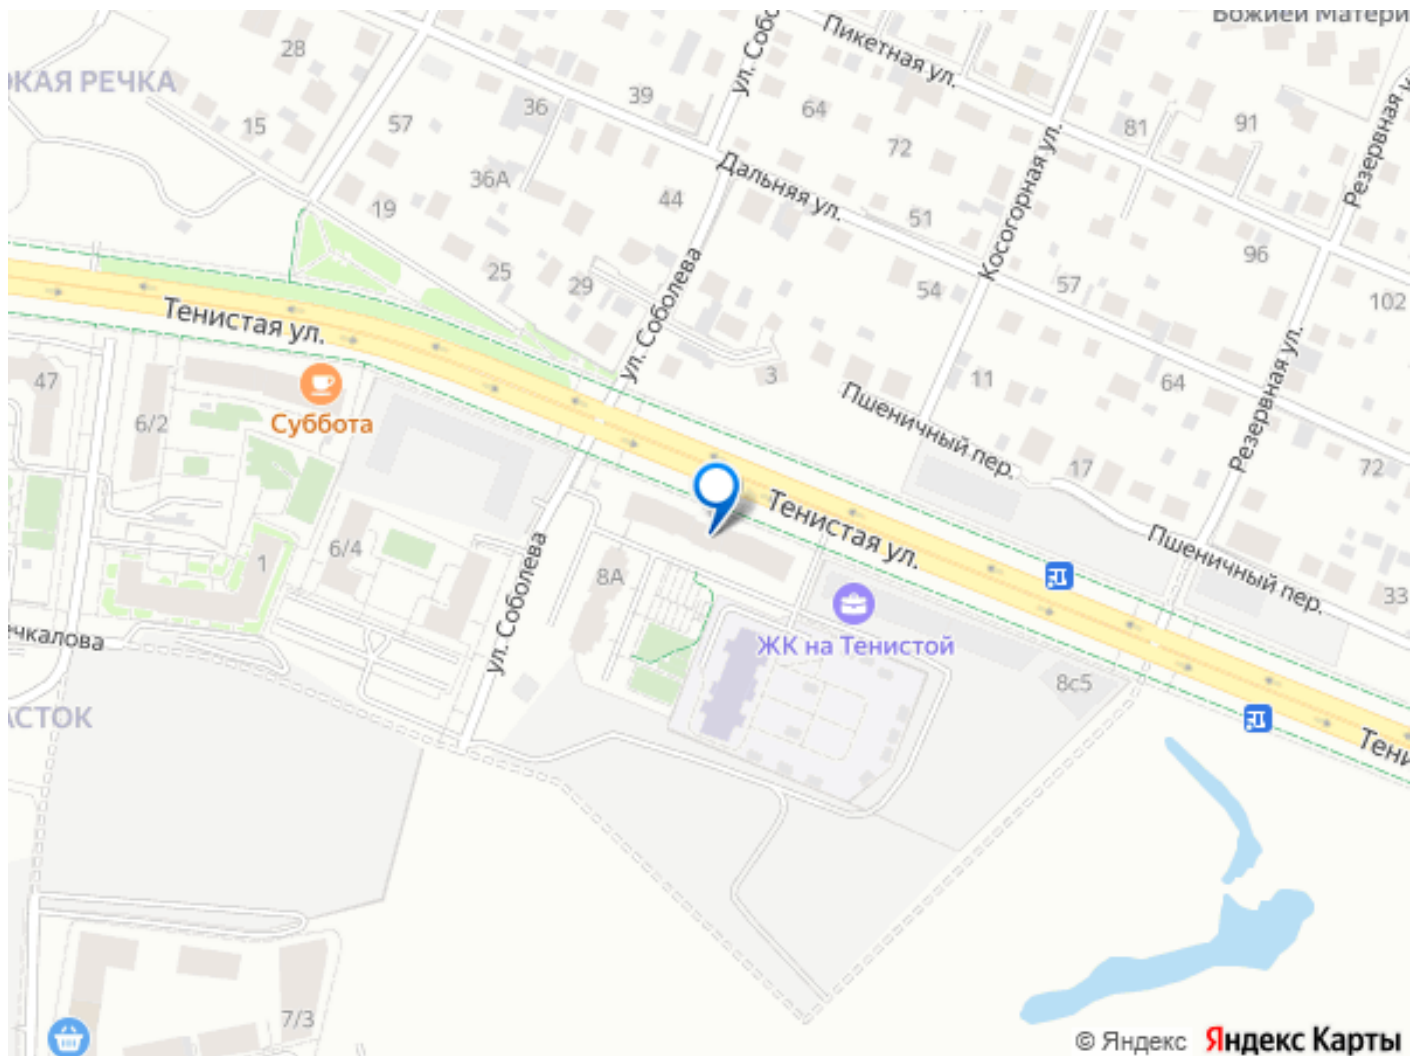 Божией Матери
Пикетная ул.
ул. Собо
28
ОКАЯ РЕЧКА
36
39
64
81
91
15
57
72
Резервная у
Дальняя ул.
36А
44
19
51
Косогорная ул.
96
25
29
54
57
102
Тенистая ул.
ул. Соболева
47
3
11
64
Резервная ул.
6/2
Суббота
Пшеничный пер.
17
72
Тенистая ул.
6/4
1
8А
ул. Соболева
Пшеничный пер.
33
чкалова
ЖК на Тенистой
8с5
АСТОК
Тени
7/3
© Яндекс Яндекс Карты